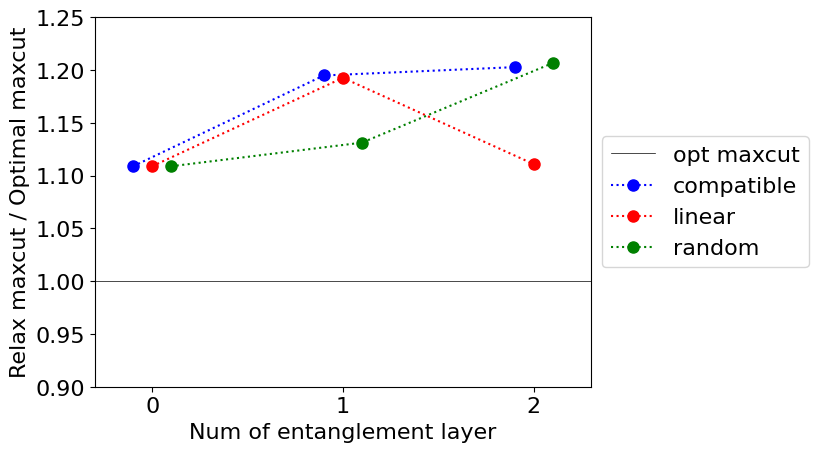 Relax maxcut / Optimal maxcut
1.25
1.20
1.15
1.10
1.05
1.00
0.95
0.90
0
1
2
Num of entanglement layer
opt maxcut
compatible
linear
random